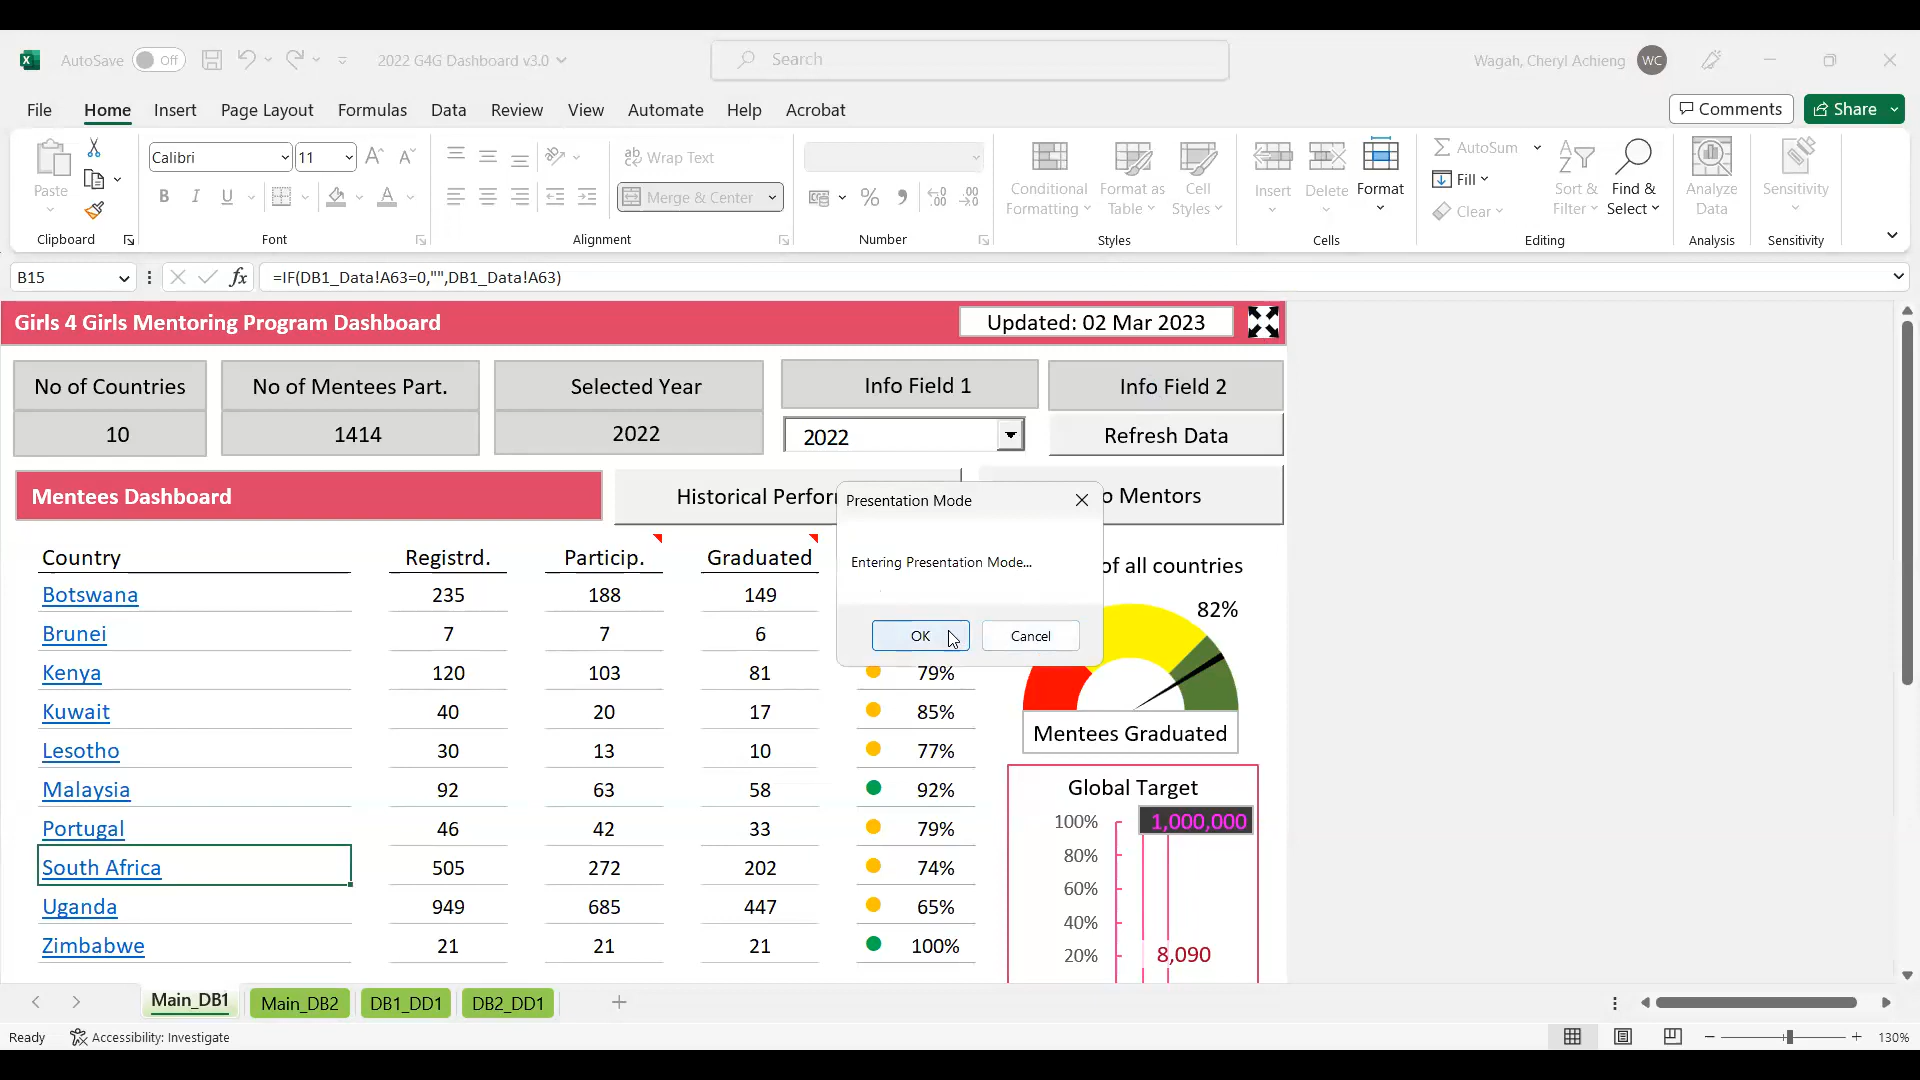 AutoSave Off 2022 G4G Dashboard v3.0 Search Wagah, Cheryl Achieng WC
File Home Insert Page Layout Formulas Data Review View Automate Help Acrobat Comments Share
Paste Calibri 11 Wrap Text Merge & Center
B I U
Conditional Formatting Format as Table Cell Styles Insert Delete Format AutoSum Fill Clear Sort & Filter Find & Select Analyze Data Sensitivity
Clipboard Font Alignment Number Styles Cells Editing Analysis Sensitivity
B15 fx =IF(DB1_Data!A63=0,"",DB1_Data!A63)
Girls 4 Girls Mentoring Program Dashboard Updated: 02 Mar 2023
No of Countries No of Mentees Part. Selected Year Info Field 1 Info Field 2
10 1414 2022 2022 Refresh Data
Mentees Dashboard Historical Perfor o Mentors
Presentation Mode
Entering Presentation Mode...
OK Cancel
Country Registrd. Particip. Graduated of all countries
Botswana 235 188 149 82%
Brunei 7 7 6
Kenya 120 103 81 79%
Kuwait 40 20 17 85%
Lesotho 30 13 10 77%
Malaysia 92 63 58 92%
Portugal 46 42 33 79%
South Africa 505 272 202 74%
Uganda 949 685 447 65%
Zimbabwe 21 21 21 100%
Mentees Graduated
Global Target
100% 1,000,000
80%
60%
40%
20% 8,090
Main_DB1 Main_DB2 DB1_DD1 DB2_DD1
Ready Accessibility: Investigate 130%